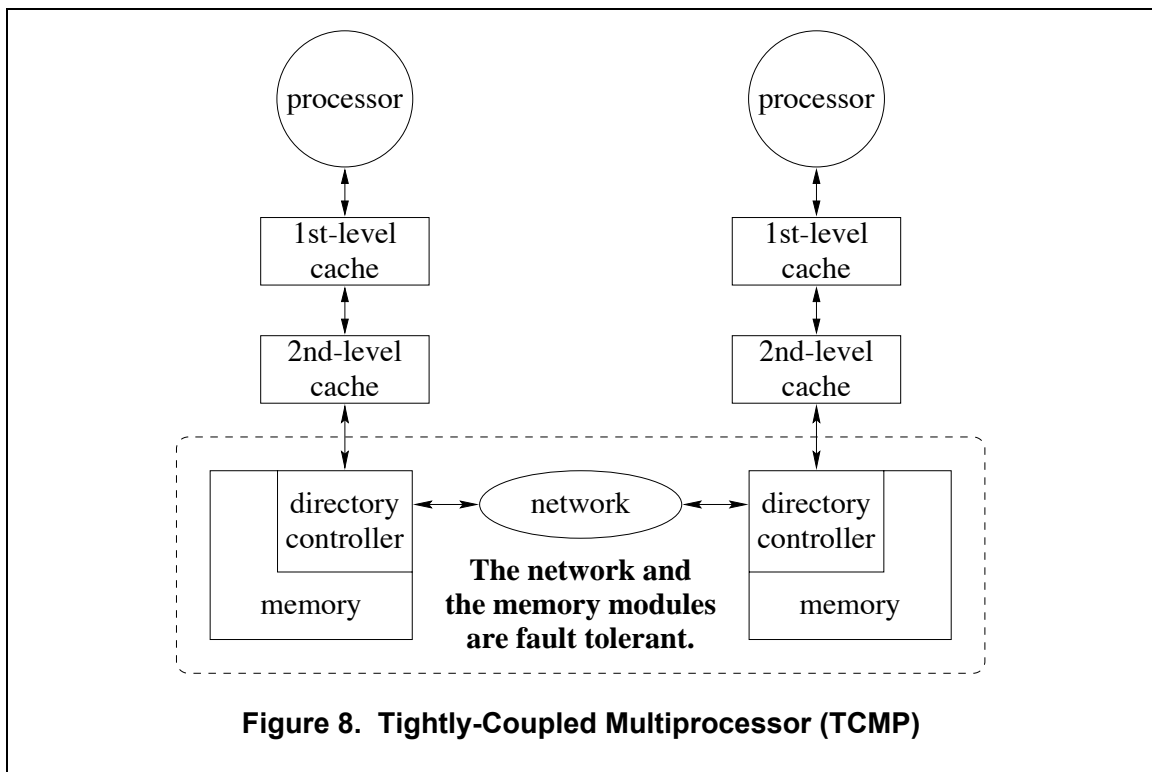 processor
processor
1st-level
cache
1st-level
cache
2nd-level
cache
2nd-level
cache
directory
controller
memory
network
directory
controller
memory
The network and
the memory modules
are fault tolerant.
Figure 8. Tightly-Coupled Multiprocessor (TCMP)